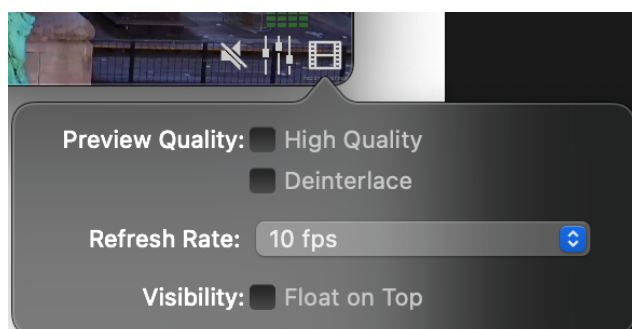 Preview Quality: High Quality
Deinterlace
Refresh Rate: 10 fps
Visibility: Float on Top